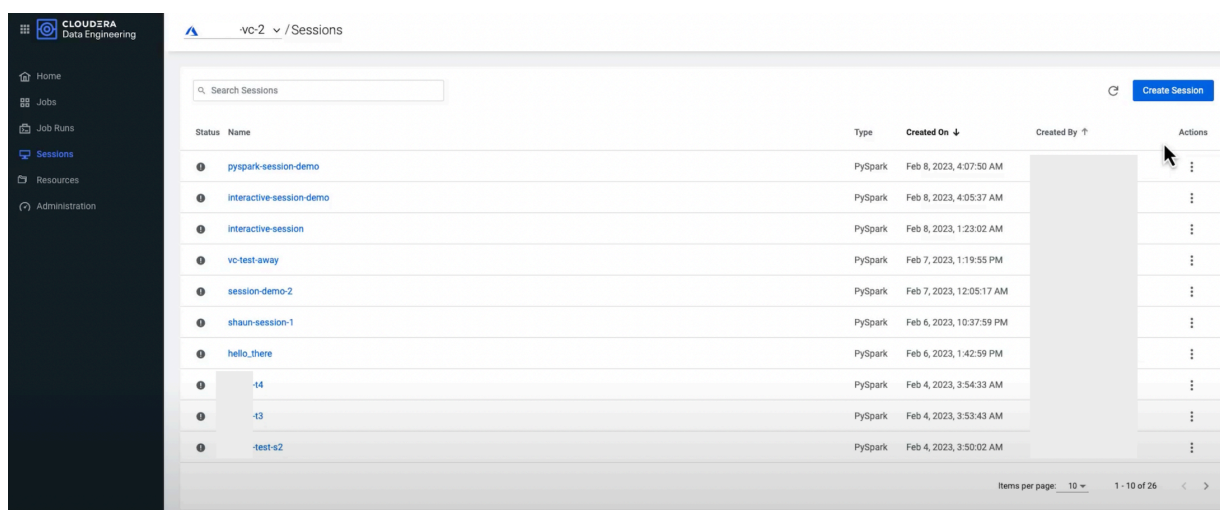 CLOUDERA
Data Engineering
-vc-2 / Sessions
Home
Jobs
Job Runs
Sessions
Resources
Administration
Search Sessions
Create Session
Status Name Type Created On ↓ Created By ↑ Actions
pyspark-session-demo PySpark Feb 8, 2023, 4:07:50 AM
interactive-session-demo PySpark Feb 8, 2023, 4:05:37 AM
interactive-session PySpark Feb 8, 2023, 1:23:02 AM
vc-test-away PySpark Feb 7, 2023, 1:19:55 PM
session-demo-2 PySpark Feb 7, 2023, 12:05:17 AM
shaun-session-1 PySpark Feb 6, 2023, 10:37:59 PM
hello_there PySpark Feb 6, 2023, 1:42:59 PM
-t4 PySpark Feb 4, 2023, 3:54:33 AM
-t3 PySpark Feb 4, 2023, 3:53:43 AM
-test-s2 PySpark Feb 4, 2023, 3:50:02 AM
Items per page: 10 1 - 10 of 26